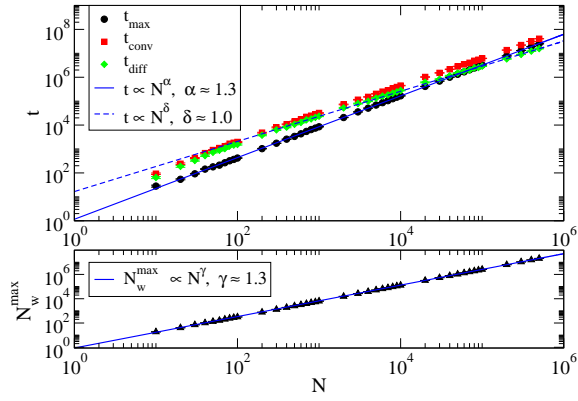 10^8
10^6
10^4
10^2
10^0
t
t_max
t_conv
t_diff
t ∝ N^α, α ≈ 1.3
t ∝ N^δ, δ ≈ 1.0
10^0 10^2 10^4 10^6
10^6
10^4
10^2
10^0
N_w^max
N_w^max ∝ N^γ, γ ≈ 1.3
10^0 10^2 10^4 10^6
N